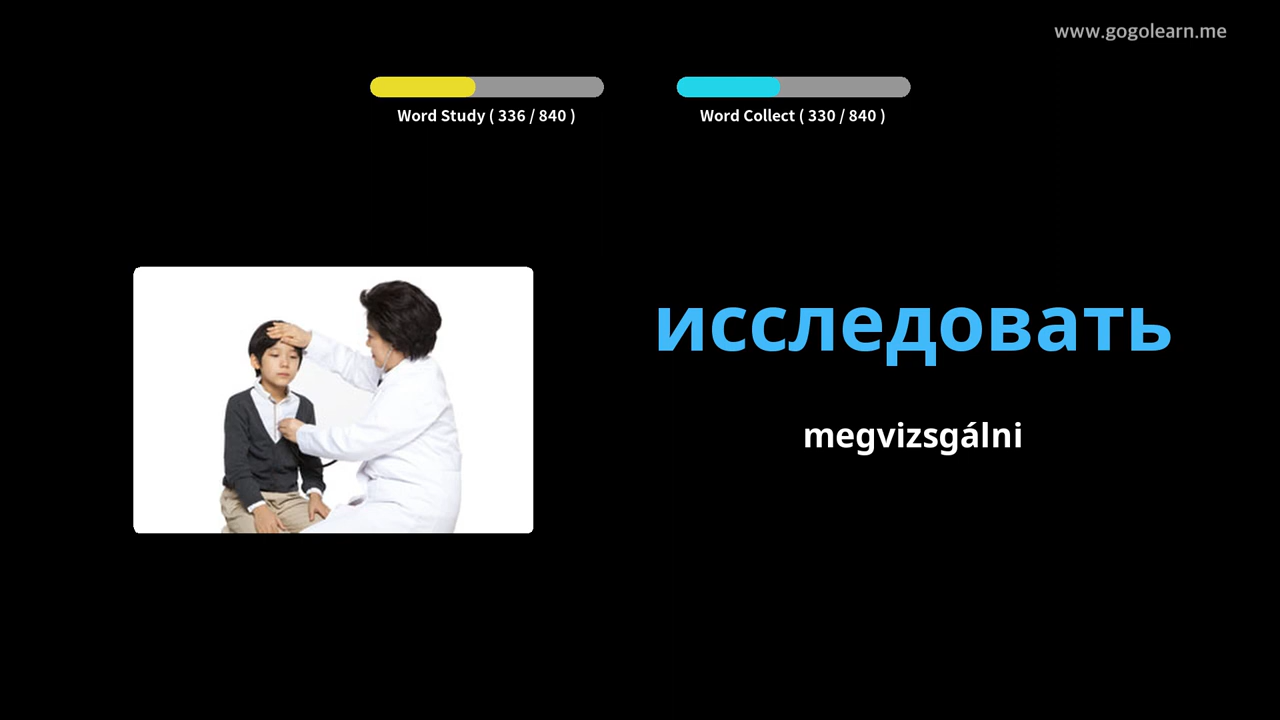 www.gogolearn.me
Word Study ( 336 / 840 )
Word Collect ( 330 / 840 )
исследовать
megvizsgálni